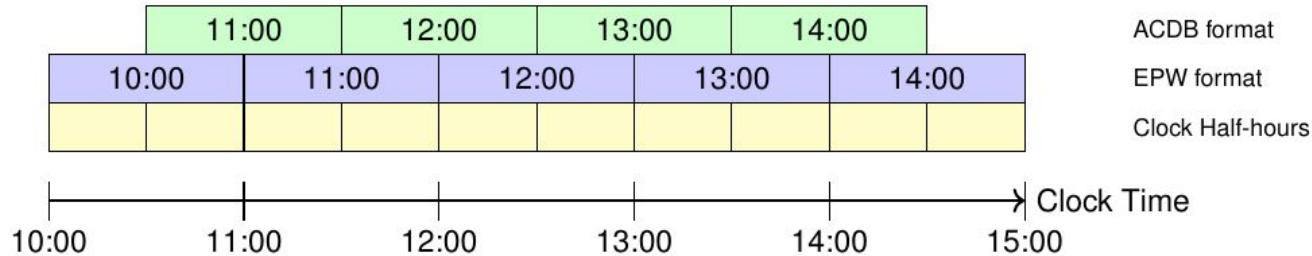 11:00 12:00 13:00 14:00 ACDB format
10:00 11:00 12:00 13:00 14:00 EPW format
Clock Half-hours
Clock Time
10:00 11:00 12:00 13:00 14:00 15:00